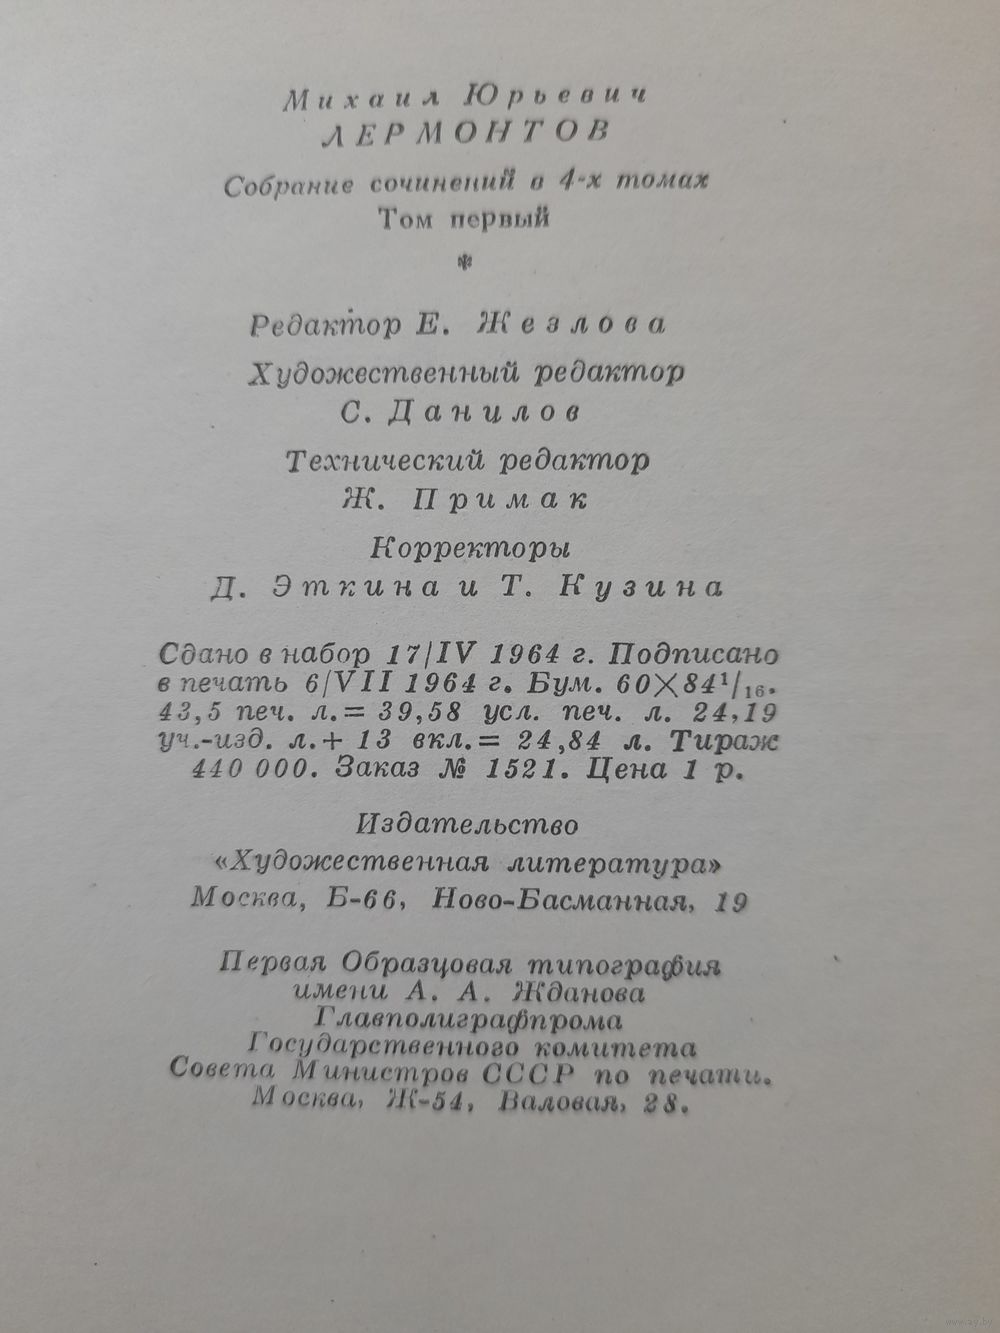 Михаил Юрьевич
ЛЕРМОНТОВ
Собрание сочинений в 4-х томах
Том первый
*
Редактор Е. Жезлова
Художественный редактор
С. Данилов
Технический редактор
Ж. Примак
Корректоры
Д. Эткина и Т. Кузина
Сдано в набор 17/IV 1964 г. Подписано
в печать 6/VII 1964 г. Бум. 60×84¹/₁₆.
43,5 печ. л.= 39,58 усл. печ. л. 24,19
уч.-изд. л.+ 13 вкл.= 24,84 л. Тираж
440 000. Заказ № 1521. Цена 1 р.
Издательство
«Художественная литература»
Москва, Б-66, Ново-Басманная, 19
Первая Образцовая типография
имени А. А. Жданова
Главполиграфпрома
Государственного комитета
Совета Министров СССР по печати.
Москва, Ж-54, Валовая, 28.
www.ay.by